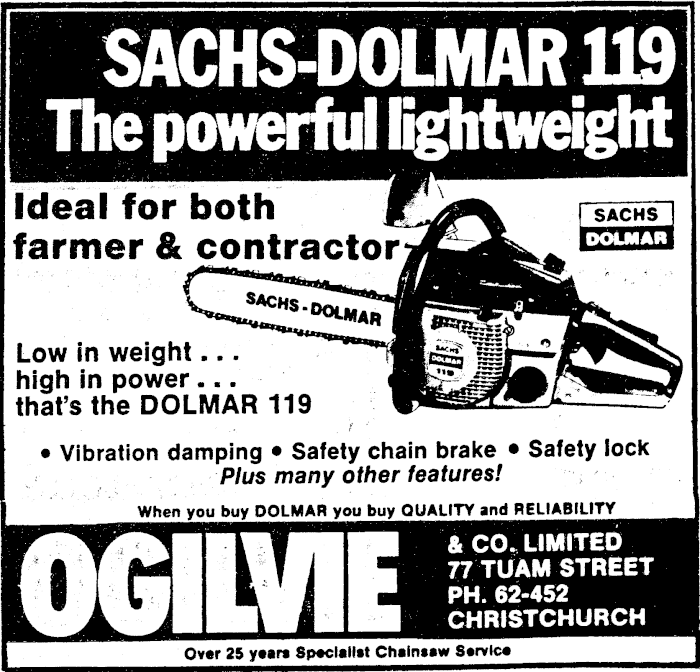 SACHS-DOLMAR 119
The powerful lightweight
Ideal for both
farmer & contractor
SACHS
DOLMAR
SACHS-DOLMAR
SACHS
DOLMAR
119
Low in weight . . .
high in power . . .
that's the DOLMAR 119
• Vibration damping • Safety chain brake • Safety lock
Plus many other features!
When you buy DOLMAR you buy QUALITY and RELIABILITY
OGILVIE
& CO. LIMITED
77 TUAM STREET
PH. 62-452
CHRISTCHURCH
Over 25 years Specialist Chainsaw Service